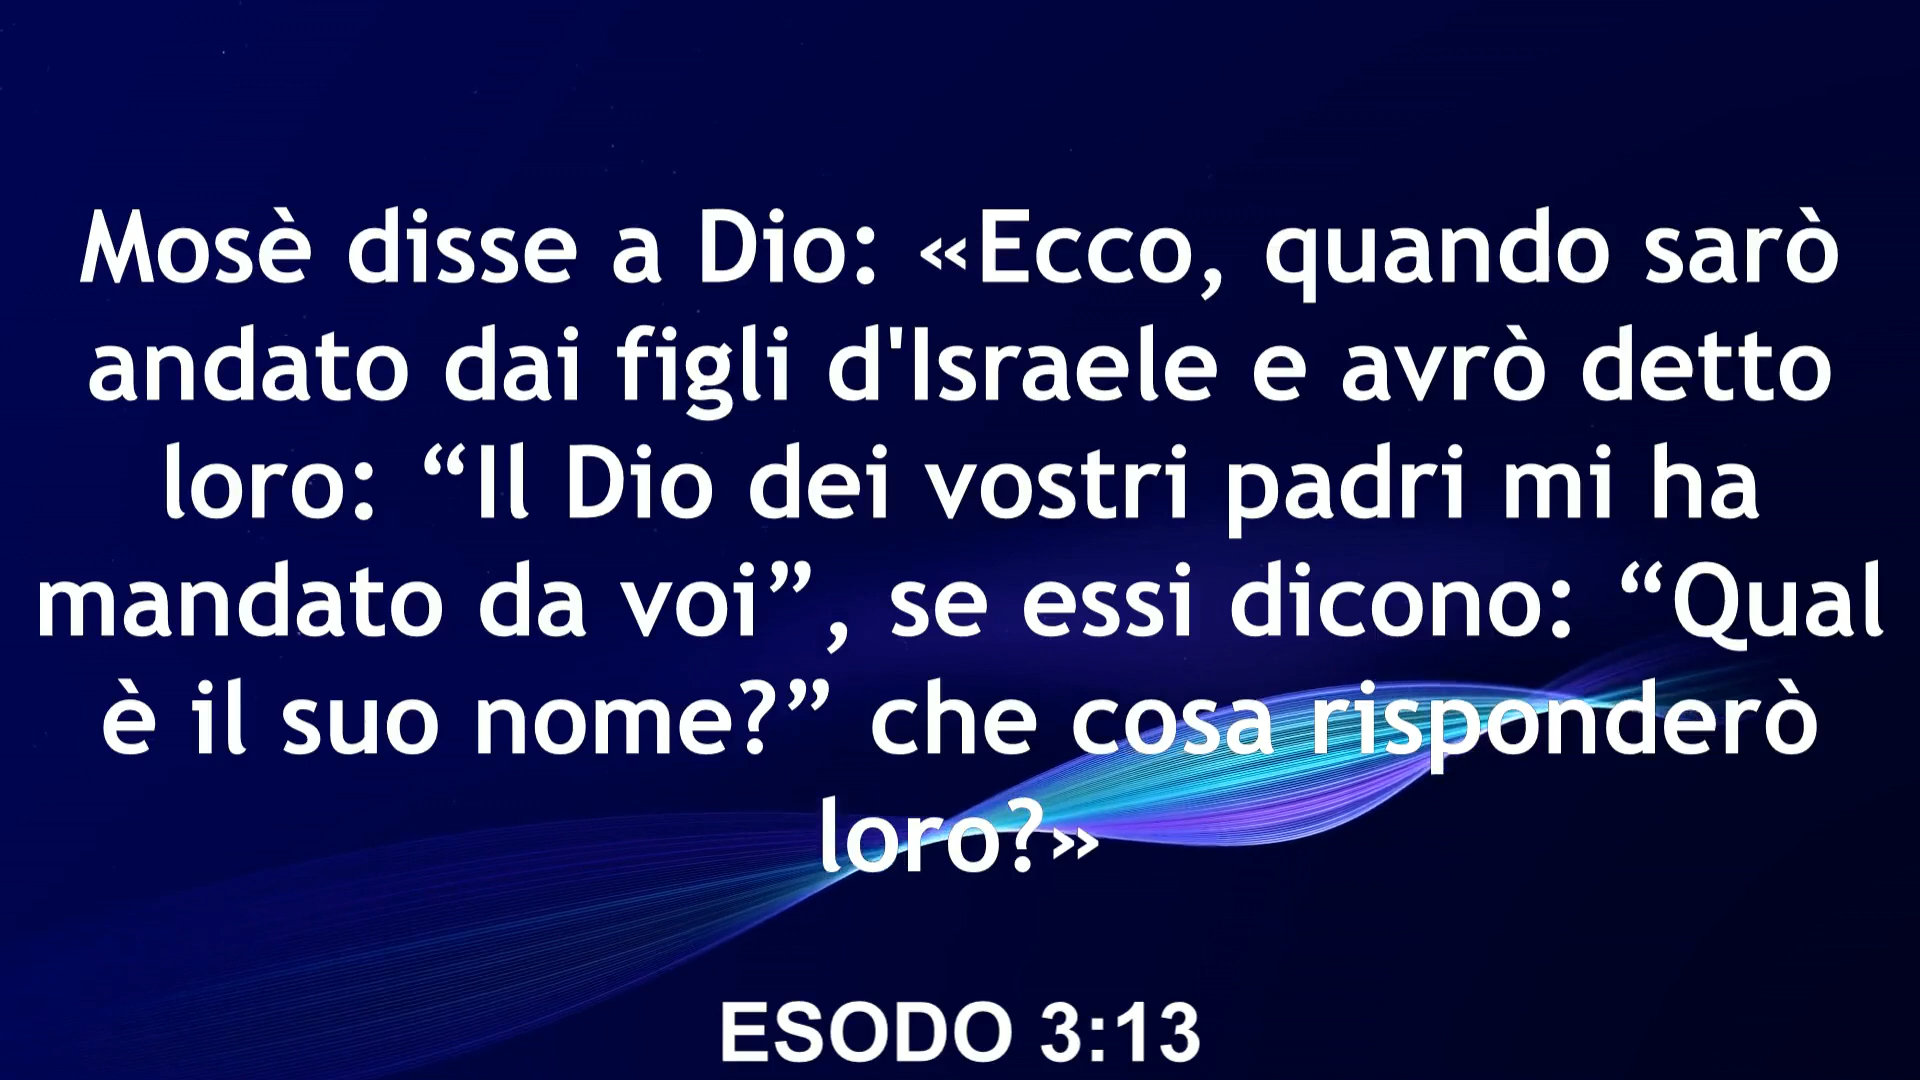 Mosè disse a Dio: «Ecco, quando sarò
andato dai figli d'Israele e avrò detto
loro: “Il Dio dei vostri padri mi ha
mandato da voi”, se essi dicono: “Qual
è il suo nome?” che cosa risponderò
loro?»
ESODO 3:13